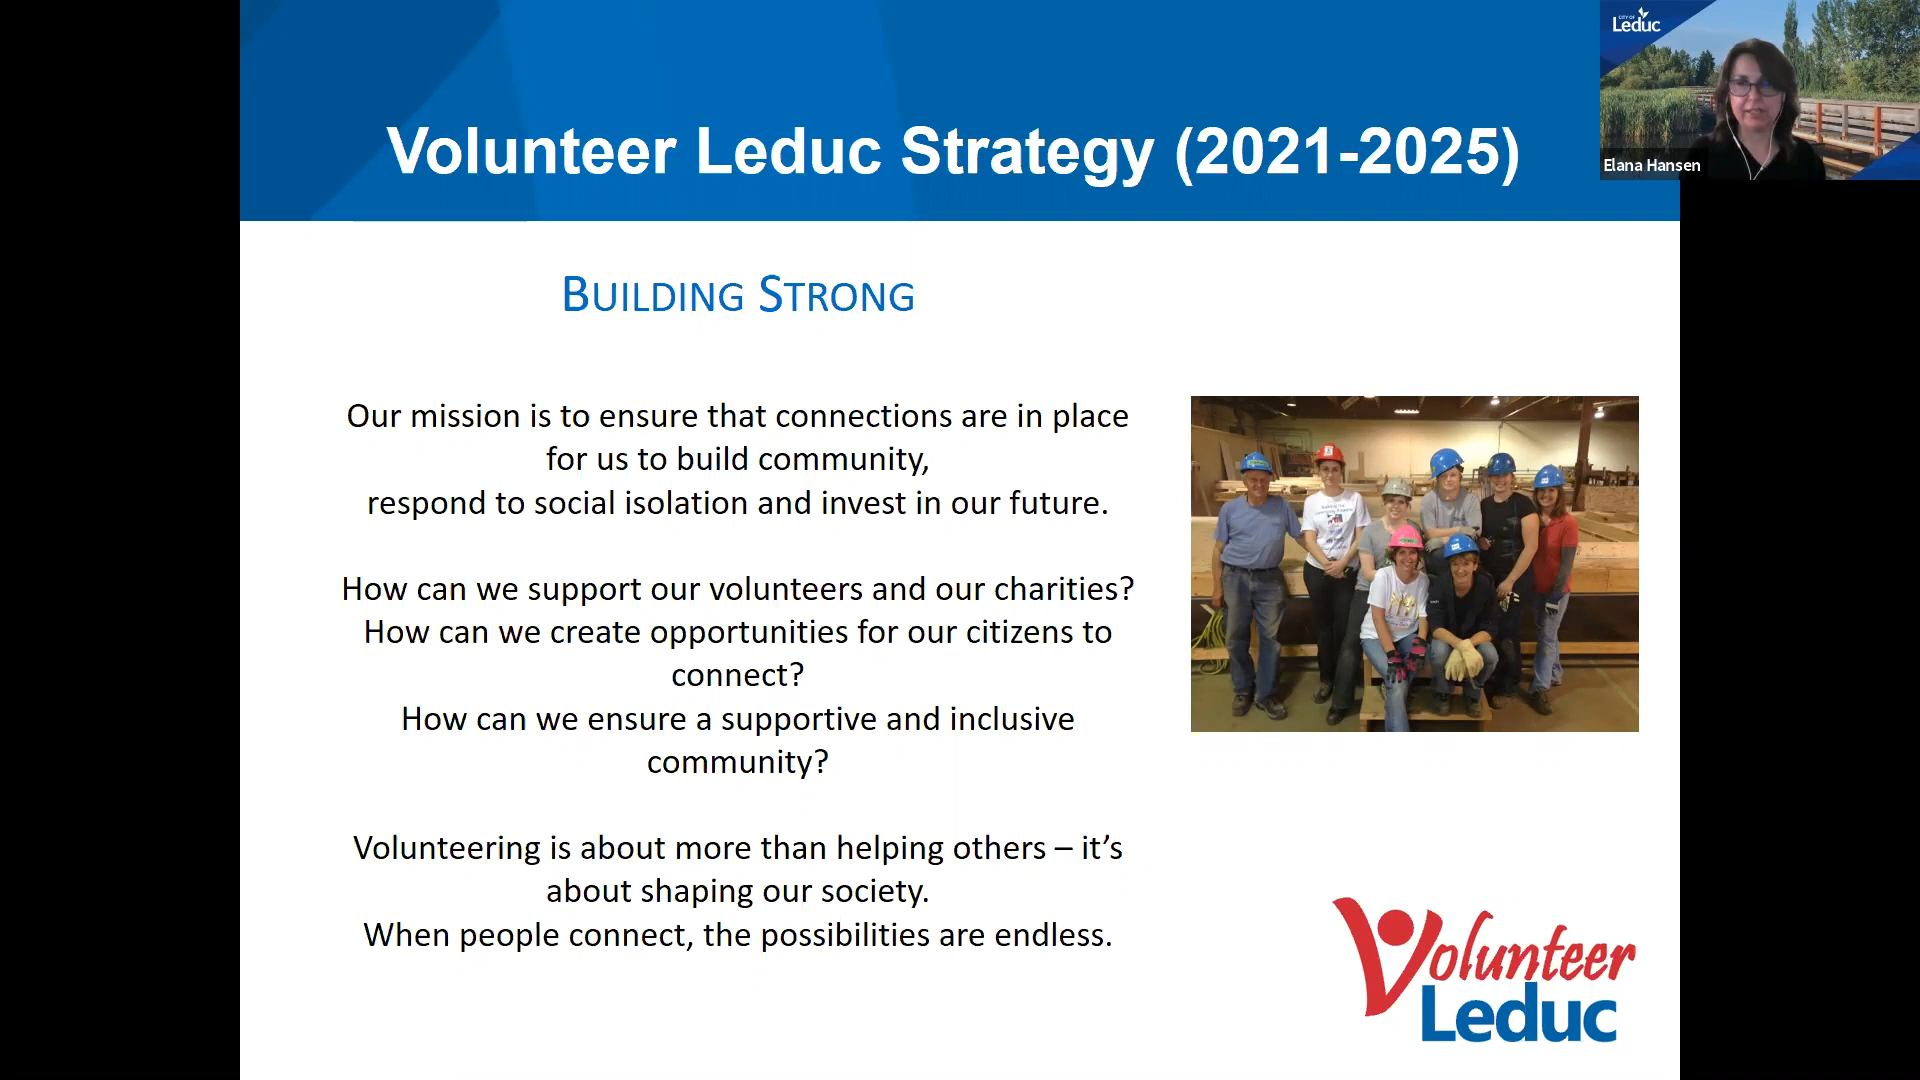 Volunteer Leduc Strategy (2021-2025)
CITY OF
Leduc
Elana Hansen
BUILDING STRONG
Our mission is to ensure that connections are in place
for us to build community,
respond to social isolation and invest in our future.
How can we support our volunteers and our charities?
How can we create opportunities for our citizens to
connect?
How can we ensure a supportive and inclusive
community?
Volunteering is about more than helping others – it’s
about shaping our society.
When people connect, the possibilities are endless.
Volunteer
Leduc